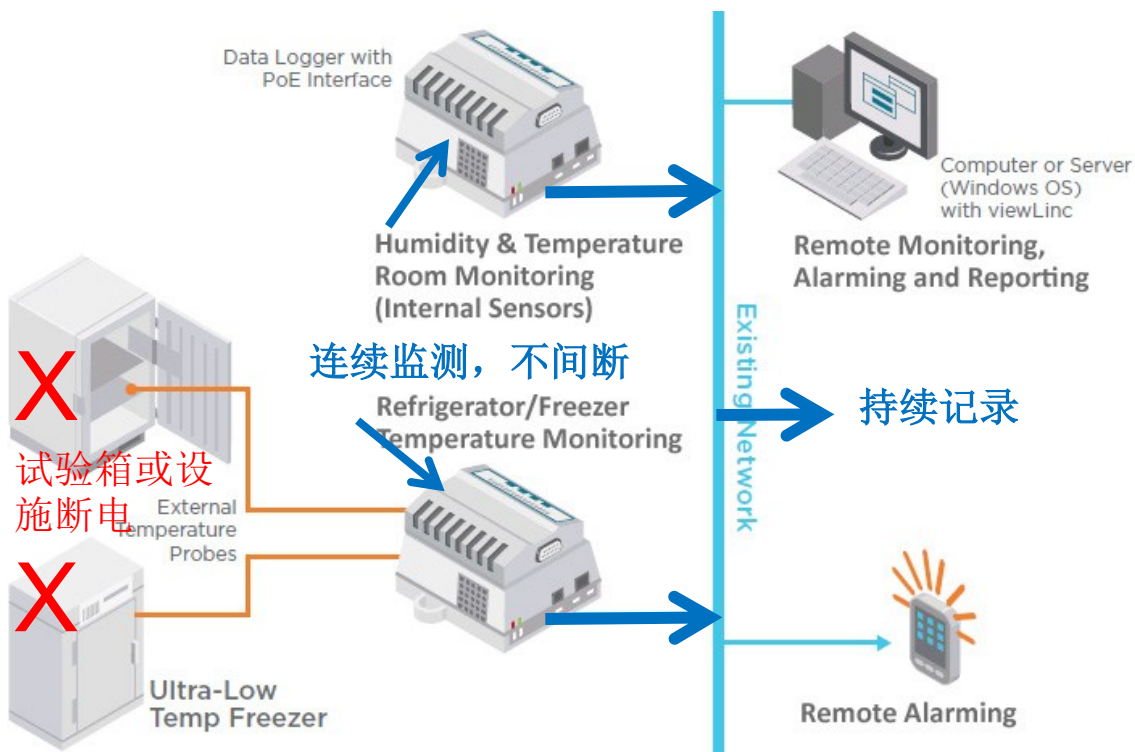 Data Logger with
PoE Interface
Computer or Server
(Windows OS)
with viewLinc
Humidity & Temperature
Room Monitoring
(Internal Sensors)
Remote Monitoring,
Alarming and Reporting
连续监测，不间断
Existing Network
持续记录
Refrigerator/Freezer
Temperature Monitoring
X
试验箱或设
施断电
External
Temperature
Probes
X
Ultra-Low
Temp Freezer
Remote Alarming